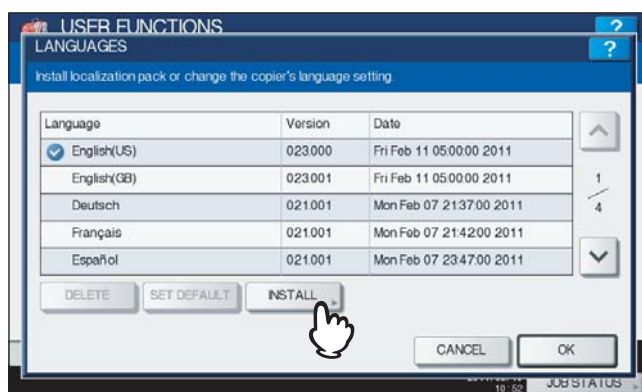 USER FUNCTIONS ?
LANGUAGES ?
Install localization pack or change the copier's language setting.
Language Version Date
English(US) 023.000 Fri Feb 11 05:00:00 2011
English(GB) 023.001 Fri Feb 11 05:00:00 2011
Deutsch 021.001 Mon Feb 07 21:37:00 2011
Français 021.001 Mon Feb 07 21:42:00 2011
Español 021.001 Mon Feb 07 23:47:00 2011
1
4
DELETE SET DEFAULT INSTALL
CANCEL OK
10:52 JOB STATUS